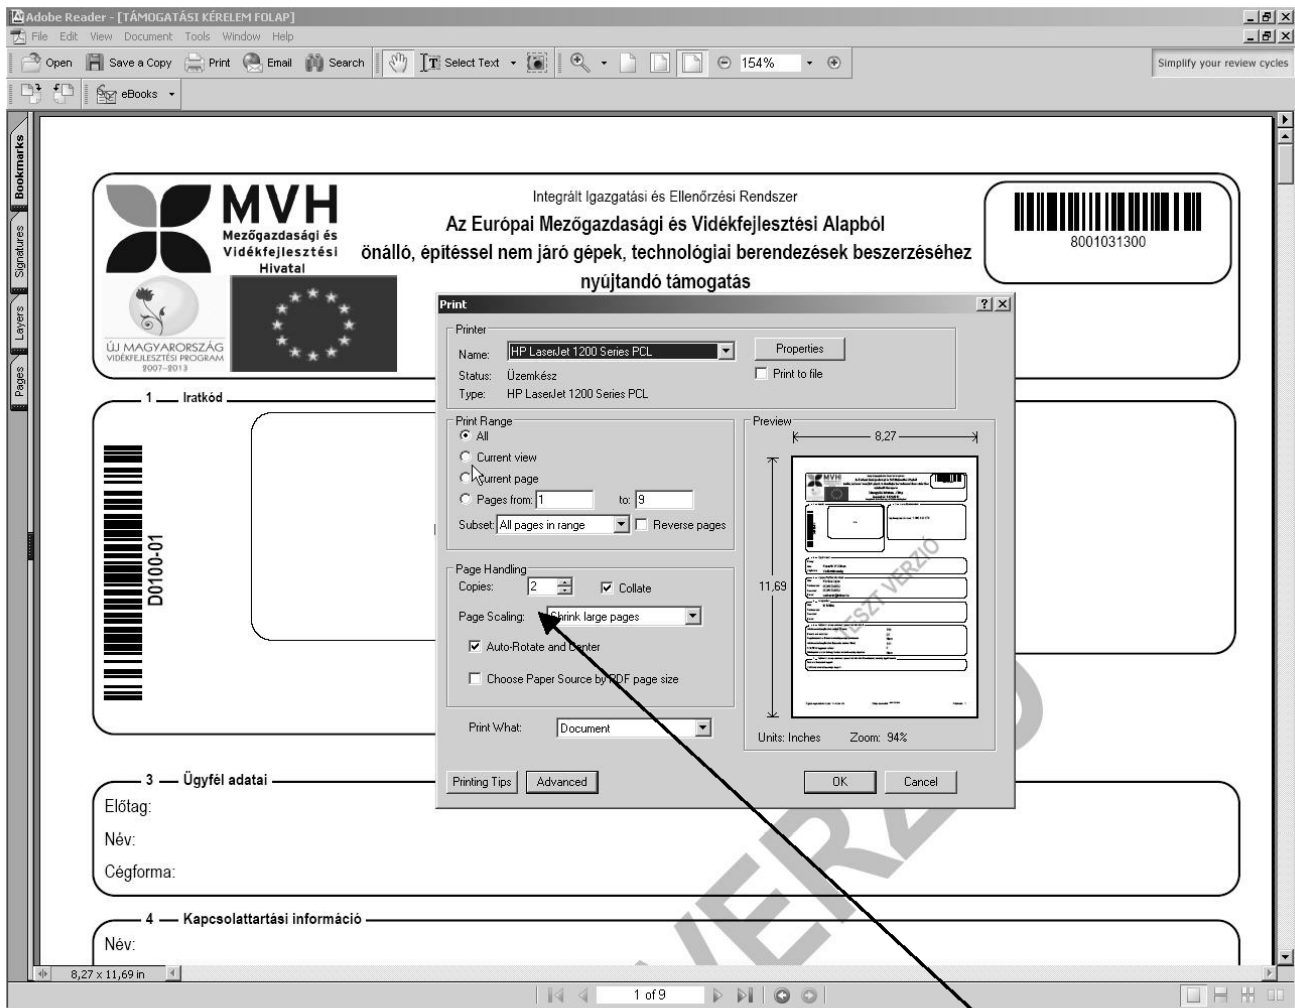 Adobe Reader - [TÁMOGATÁSI KÉRELEM FOLAP]
File Edit View Document Tools Window Help
Open Save a Copy Print Email Search Select Text 154% Simplify your review cycles
eBooks
Bookmarks
Signatures
Layers
Pages
MVH
Mezőgazdasági és
Vidékfejlesztési
Hivatal
ÚJ MAGYARORSZÁG
VIDÉKFEJLESZTÉSI PROGRAM
2007–2013
Integrált Igazgatási és Ellenőrzési Rendszer
Az Európai Mezőgazdasági és Vidékfejlesztési Alapból
önálló, építéssel nem járó gépek, technológiai berendezések beszerzéséhez
nyújtandó támogatás
8001031300
1 Iratkód
D0100-01
Print
Printer
Name: HP LaserJet 1200 Series PCL Properties
Status: Üzemkész Print to file
Type: HP LaserJet 1200 Series PCL
Print Range
All
Current view
Current page
Pages from: 1 to: 9
Subset: All pages in range Reverse pages
Page Handling
Copies: 2 Collate
Page Scaling: Shrink large pages
Auto-Rotate and Center
Choose Paper Source by PDF page size
Print What: Document
Preview
8,27
11,69
MVH
TESZT VERZIÓ
Units: Inches Zoom: 94%
Printing Tips Advanced OK Cancel
3 Ügyfél adatai
Előtag:
Név:
Cégforma:
4 Kapcsolattartási információ
Név:
8,27 x 11,69 in
1 of 9